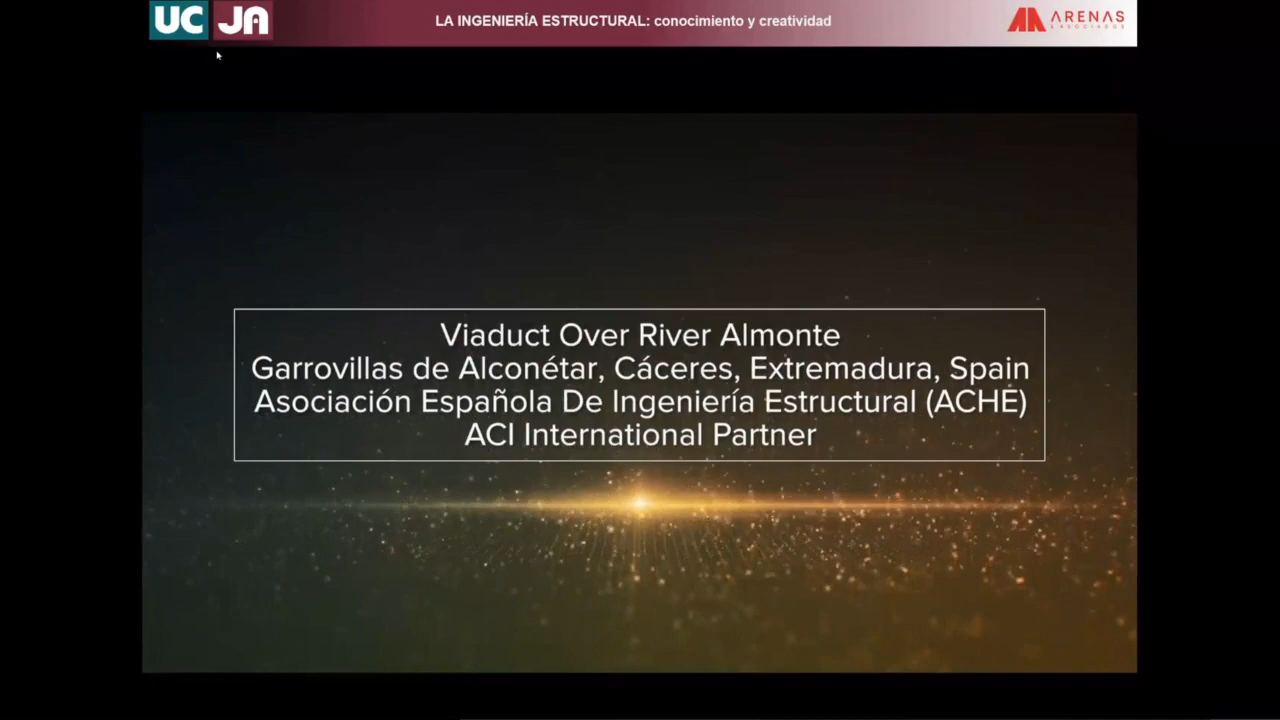 UC JA
LA INGENIERÍA ESTRUCTURAL: conocimiento y creatividad
ARENAS
& ASOCIADOS
Viaduct Over River Almonte
Garrovillas de Alconétar, Cáceres, Extremadura, Spain
Asociación Española De Ingeniería Estructural (ACHE)
ACI International Partner